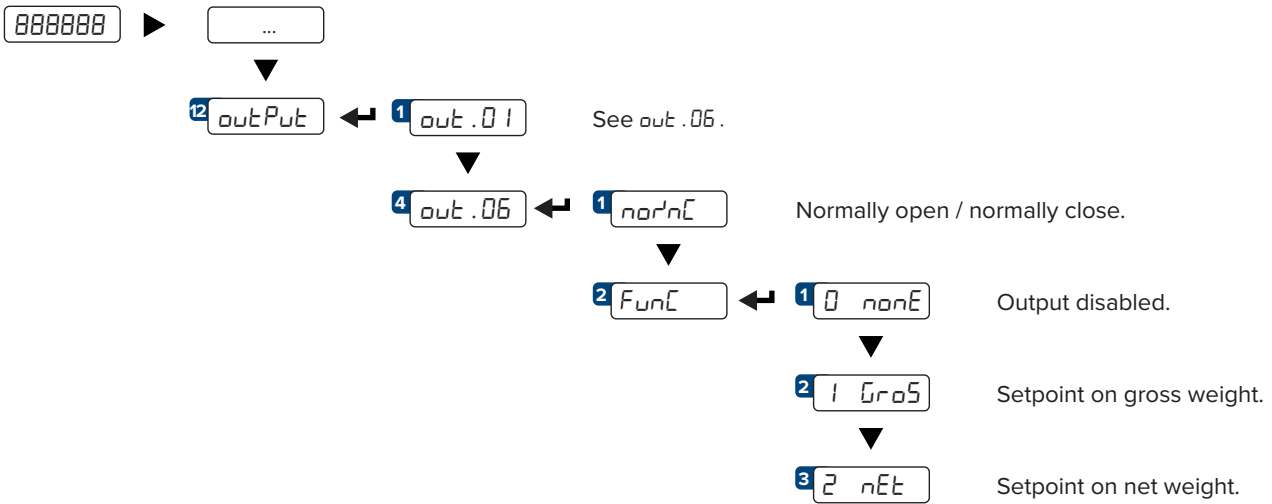 888888
...
12 outPut
1 out.01 See out.06.
4 out.06
1 no/nC Normally open / normally close.
2 FunC
1 0 nonE Output disabled.
2 1 GroS Setpoint on gross weight.
3 2 nEt Setpoint on net weight.